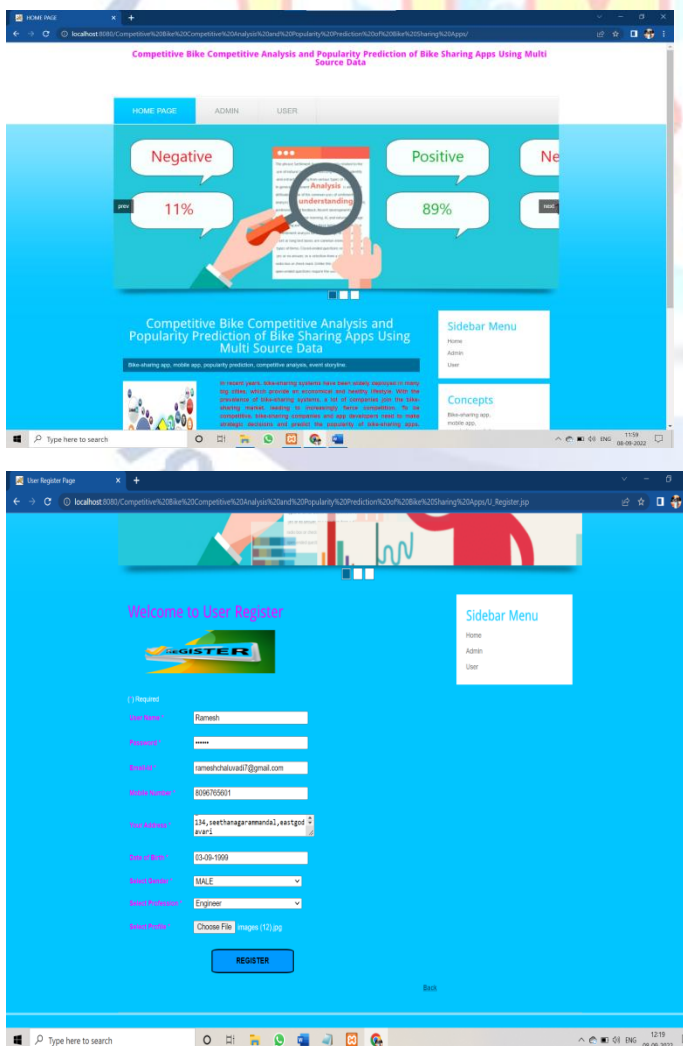 HOME PAGE
localhost:8080/Competitive%20Bike%20Competitive%20Analysis%20and%20Popularity%20Prediction%20of%20Bike%20Sharing%20Apps/
Competitive Bike Competitive Analysis and Popularity Prediction of Bike Sharing Apps Using Multi
Source Data
HOME PAGE ADMIN USER
Negative Positive Ne
Analysis
understanding
prev 11% 89% next
Competitive Bike Competitive Analysis and
Popularity Prediction of Bike Sharing Apps Using
Multi Source Data
Bike-sharing app, mobile app, popularity prediction, competitive analysis, event storyline.
In recent years, bike-sharing systems have been widely deployed in many
big cities, which provide an economical and healthy lifestyle. With the
prevalence of bike-sharing systems, a lot of companies join the bike-
sharing market, leading to increasingly fierce competition. To be
competitive, bike-sharing companies and app developers need to make
strategic decisions and predict the popularity of bike-sharing apps.
Sidebar Menu
Home
Admin
User
Concepts
Bike-sharing app,
mobile app,
Type here to search
ENG
11:59
08-09-2022
User Register Page
localhost:8080/Competitive%20Bike%20Competitive%20Analysis%20and%20Popularity%20Prediction%20of%20Bike%20Sharing%20Apps/U_Register.jsp
Welcome to User Register
REGISTER
Sidebar Menu
Home
Admin
User
( ) Required
User Name * Ramesh
Password * ••••••
Email-Id * rameshchaluvadi7@gmail.com
Mobile Number * 8096765601
Your Address * 134,seethanagarammandal,eastgod
avari
Date of Birth * 03-09-1999
Select Gender * MALE
Select Profession * Engineer
Select Profile * Choose File images (12).jpg
REGISTER
Back
Type here to search
ENG
12:19
08-09-2022